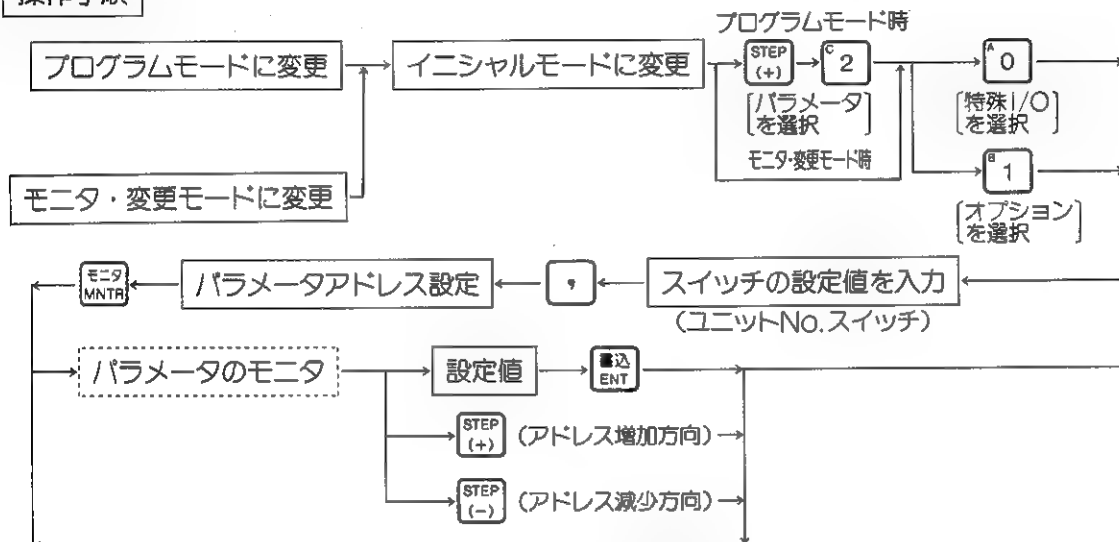 操作手順
プログラムモード時
プログラムモードに変更
イニシャルモードに変更
STEP
(+)
C
2
A
0
[パラメータ
を選択]
[特殊I/O
を選択]
モニタ・変更モード時
モニタ・変更モードに変更
B
1
[オプション
を選択]
モニタ
MNTR
パラメータアドレス設定
,
スイッチの設定値を入力
(ユニットNo.スイッチ)
パラメータのモニタ
設定値
書込
ENT
STEP
(+)
(アドレス増加方向)
STEP
(-)
(アドレス減少方向)